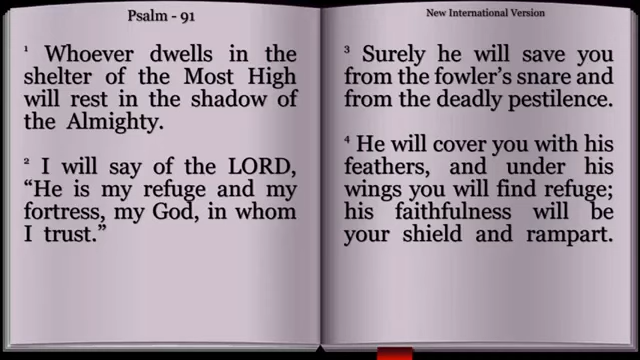 Psalm - 91
¹ Whoever dwells in the
shelter of the Most High
will rest in the shadow of
the Almighty.
² I will say of the LORD,
“He is my refuge and my
fortress, my God, in whom
I trust.”
New International Version
³ Surely he will save you
from the fowler’s snare and
from the deadly pestilence.
⁴ He will cover you with his
feathers, and under his
wings you will find refuge;
his faithfulness will be
your shield and rampart.